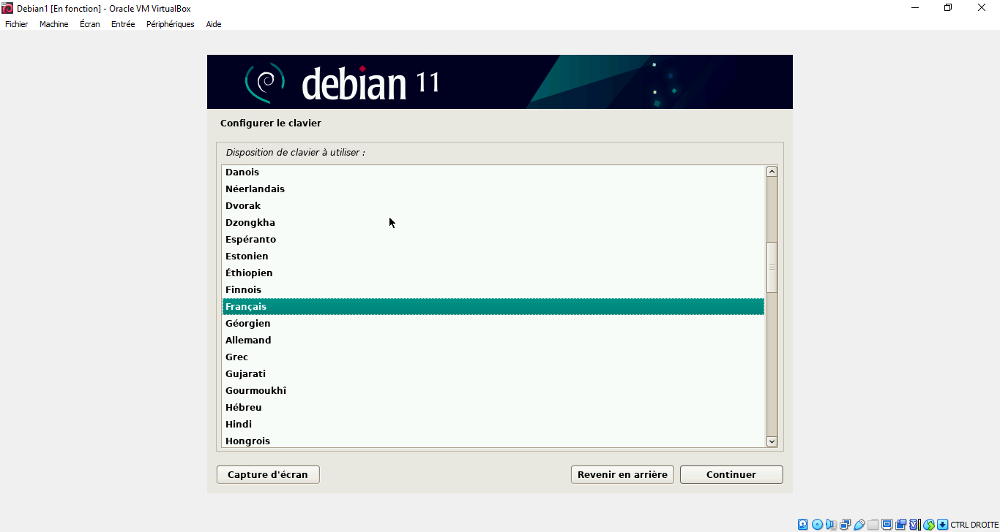 Debian1 [En fonction] - Oracle VM VirtualBox
Fichier Machine Écran Entrée Périphériques Aide
debian 11
Configurer le clavier
Disposition de clavier à utiliser :
Danois
Néerlandais
Dvorak
Dzongkha
Espéranto
Estonien
Éthiopien
Finnois
Français
Géorgien
Allemand
Grec
Gujarati
Gourmoukhî
Hébreu
Hindi
Hongrois
Capture d'écran Revenir en arrière Continuer
CTRL DROITE